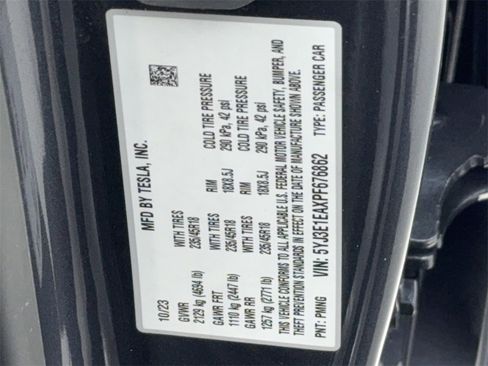 MFD BY TESLA, INC.
10/23
GVWR WITH TIRES RIM COLD TIRE PRESSURE
2129 kg (4694 lb) 235/45R18 18X8.5J 290 kPa, 42 psi
GAWR FRT WITH TIRES RIM COLD TIRE PRESSURE
1110 kg (2447 lb) 235/45R18 18X8.5J 290 kPa, 42 psi
GAWR RR
1257 kg (2771 lb) 235/45R18
THIS VEHICLE CONFORMS TO ALL APPLICABLE U.S. FEDERAL MOTOR VEHICLE SAFETY, BUMPER, AND
THEFT PREVENTION STANDARDS IN EFFECT ON THE DATE OF MANUFACTURE SHOWN ABOVE.
VIN: 5YJ3E1EAXPF676862
PNT: PMNG TYPE: PASSENGER CAR